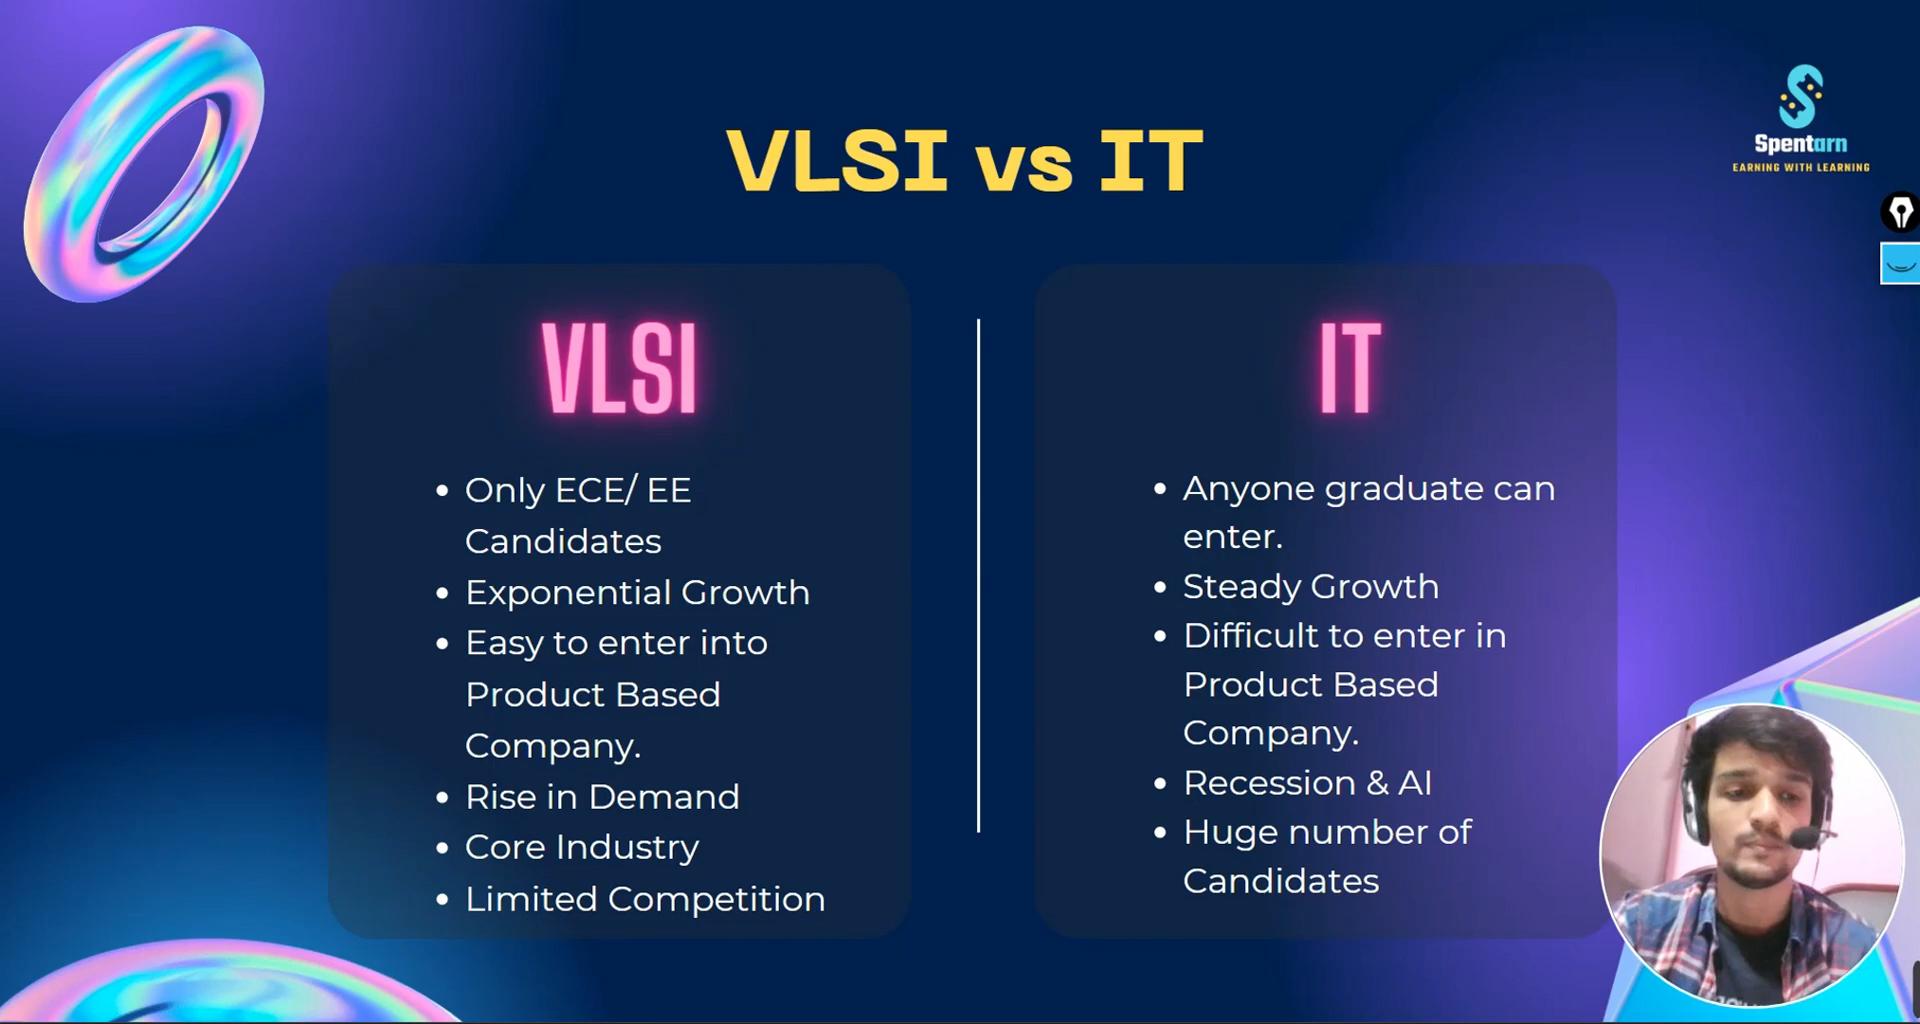 VLSI vs IT
Spentarn
EARNING WITH LEARNING
VLSI
• Only ECE/ EE
Candidates
• Exponential Growth
• Easy to enter into
Product Based
Company.
• Rise in Demand
• Core Industry
• Limited Competition
IT
• Anyone graduate can
enter.
• Steady Growth
• Difficult to enter in
Product Based
Company.
• Recession & AI
• Huge number of
Candidates